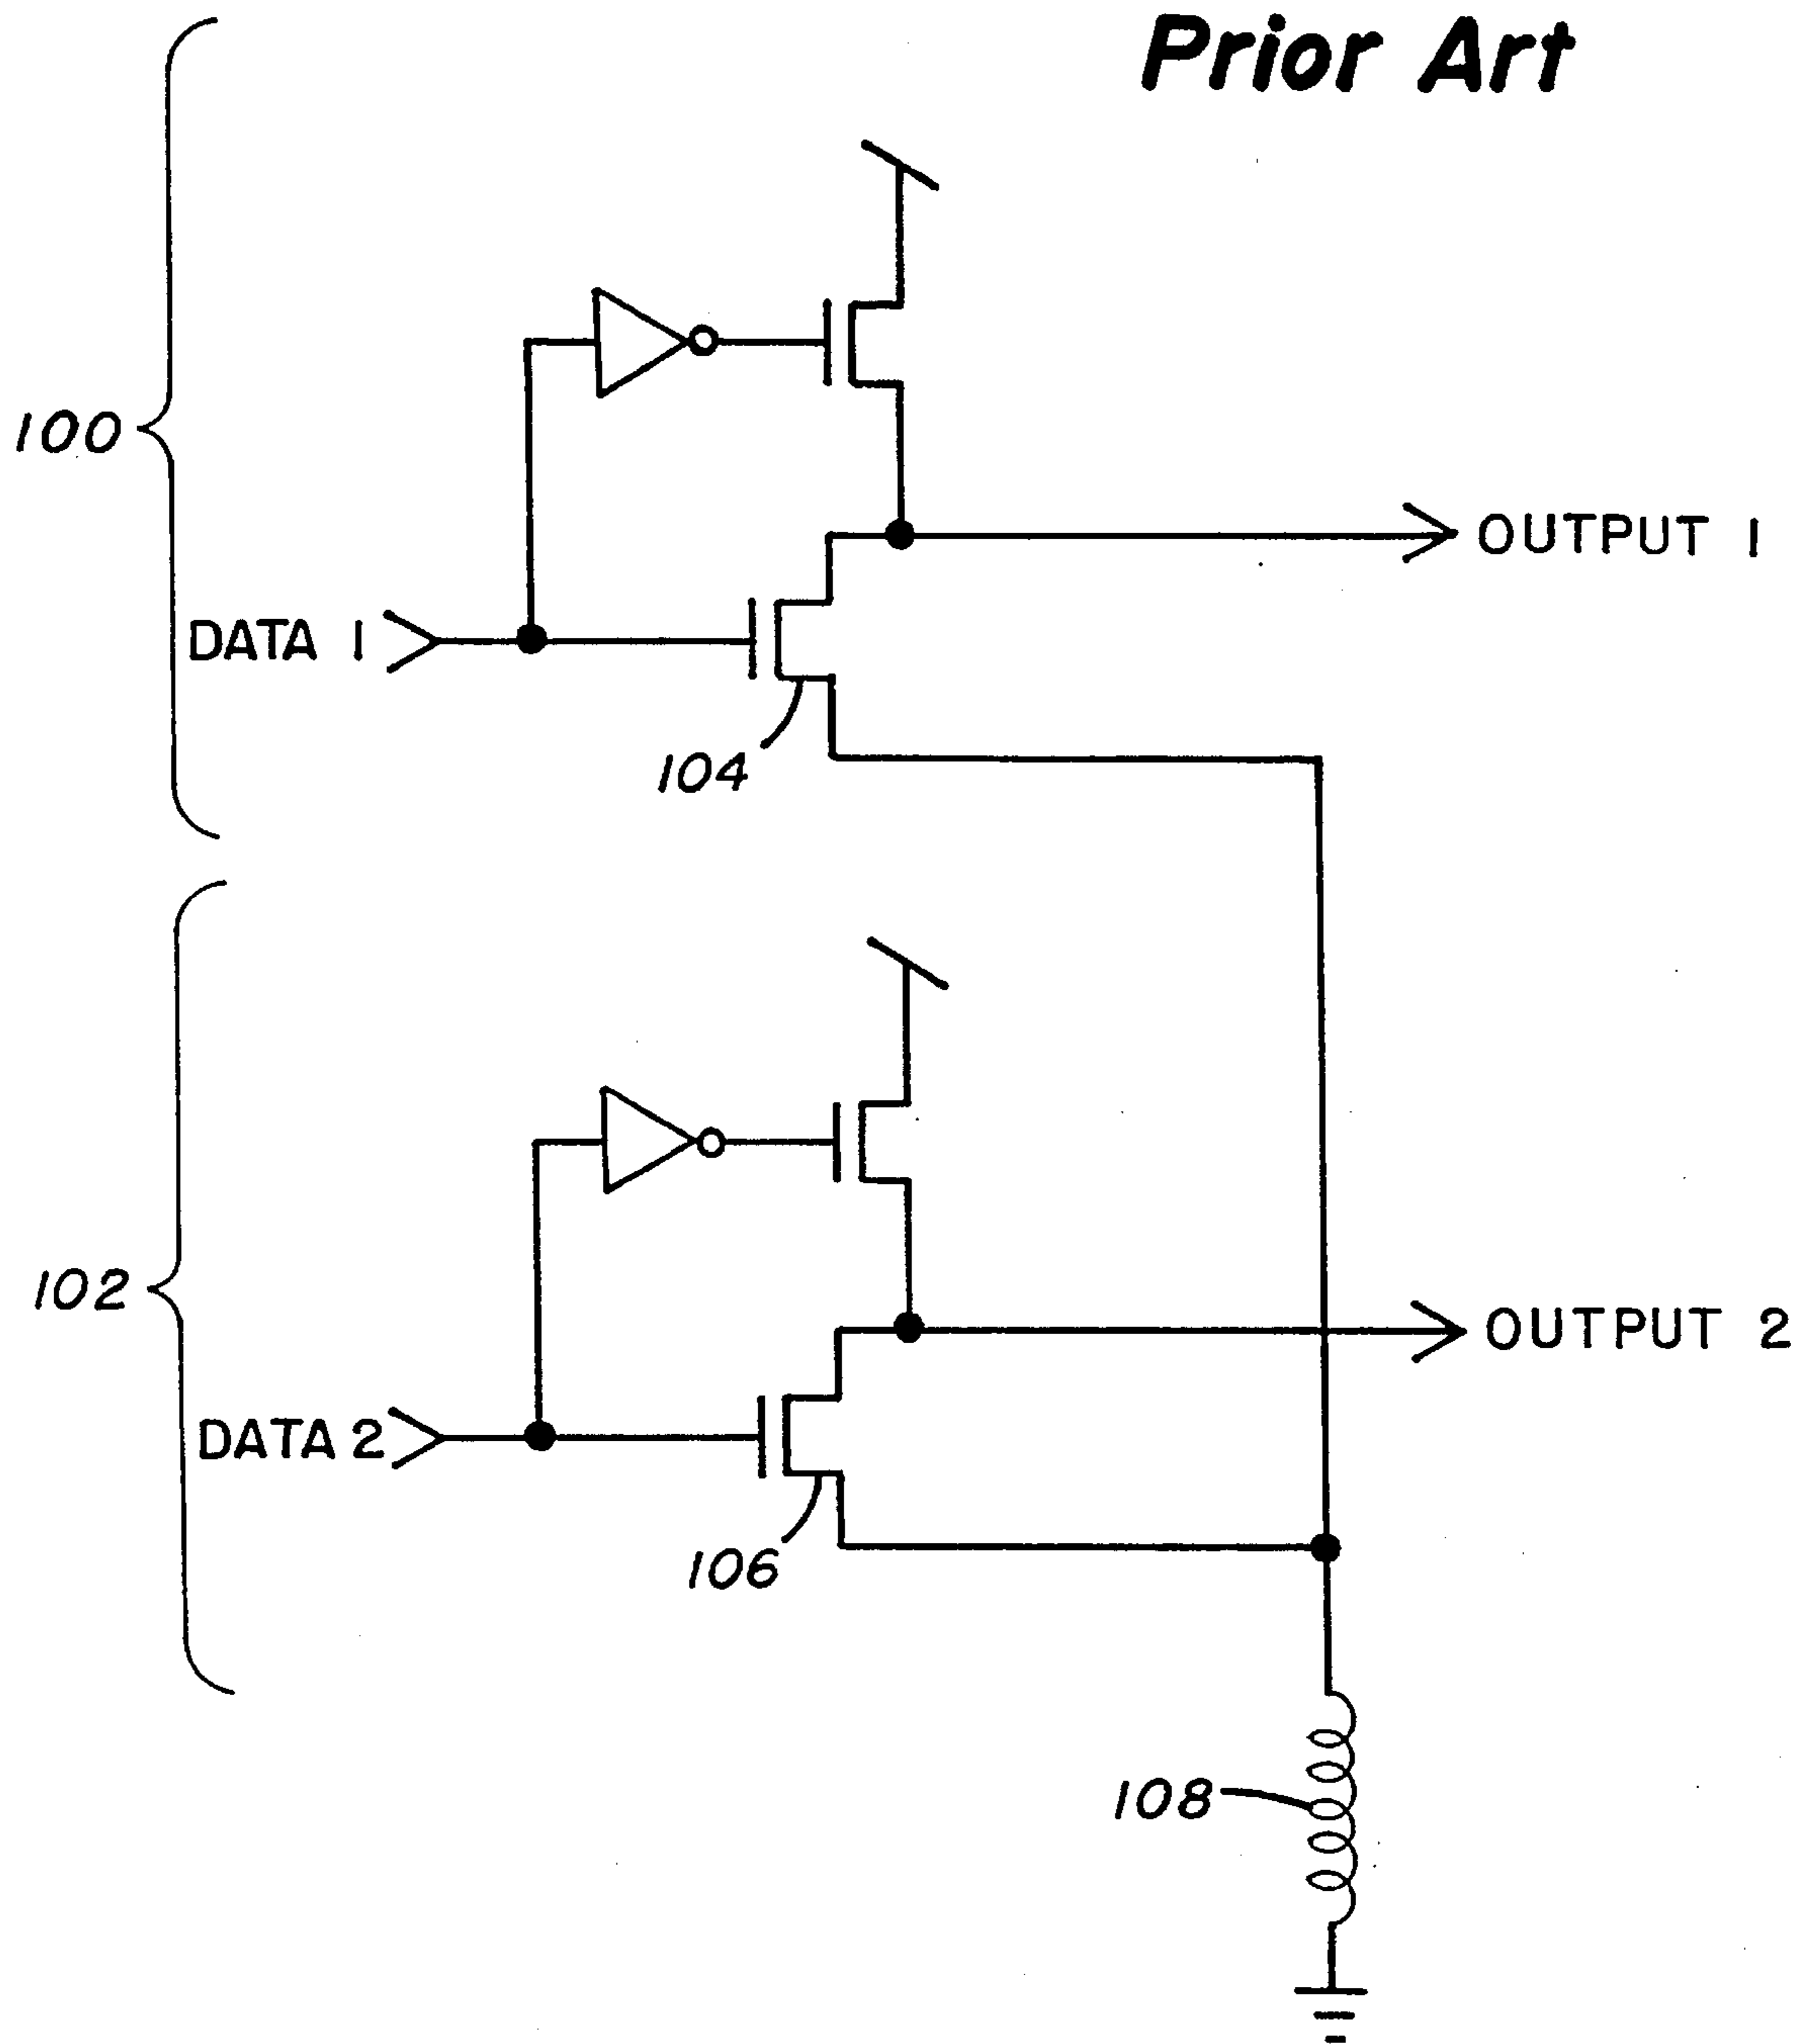 Prior Art
100
OUTPUT 1
DATA 1
104
102
OUTPUT 2
DATA 2
106
108